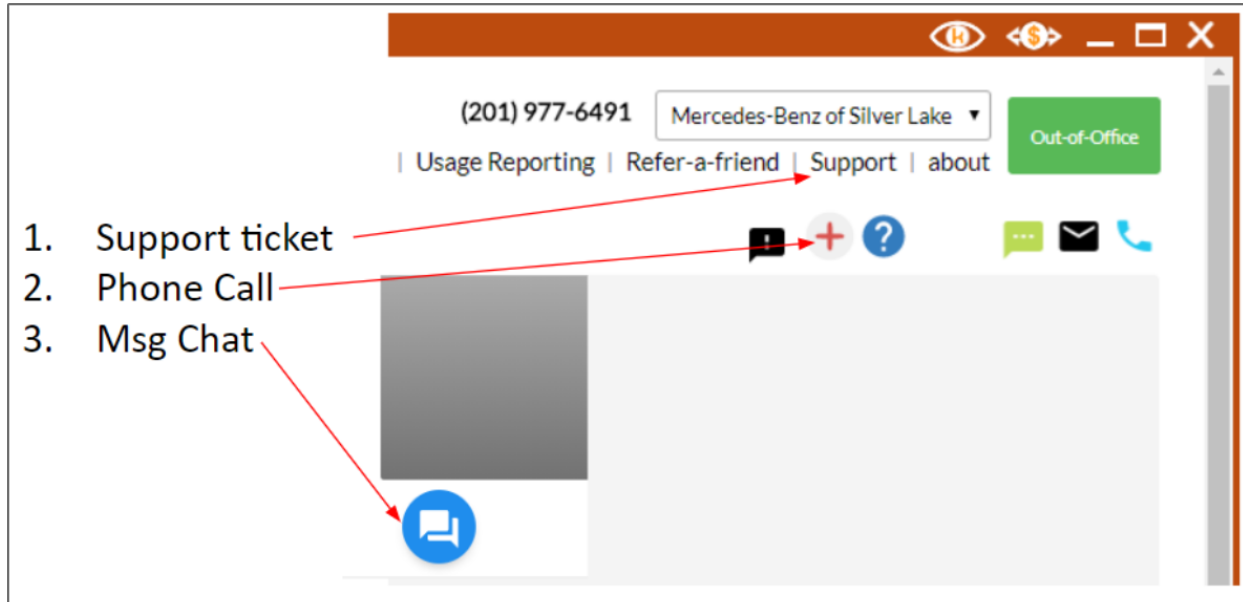 (201) 977-6491 Mercedes-Benz of Silver Lake Out-of-Office
| Usage Reporting | Refer-a-friend | Support | about
1. Support ticket
2. Phone Call
3. Msg Chat